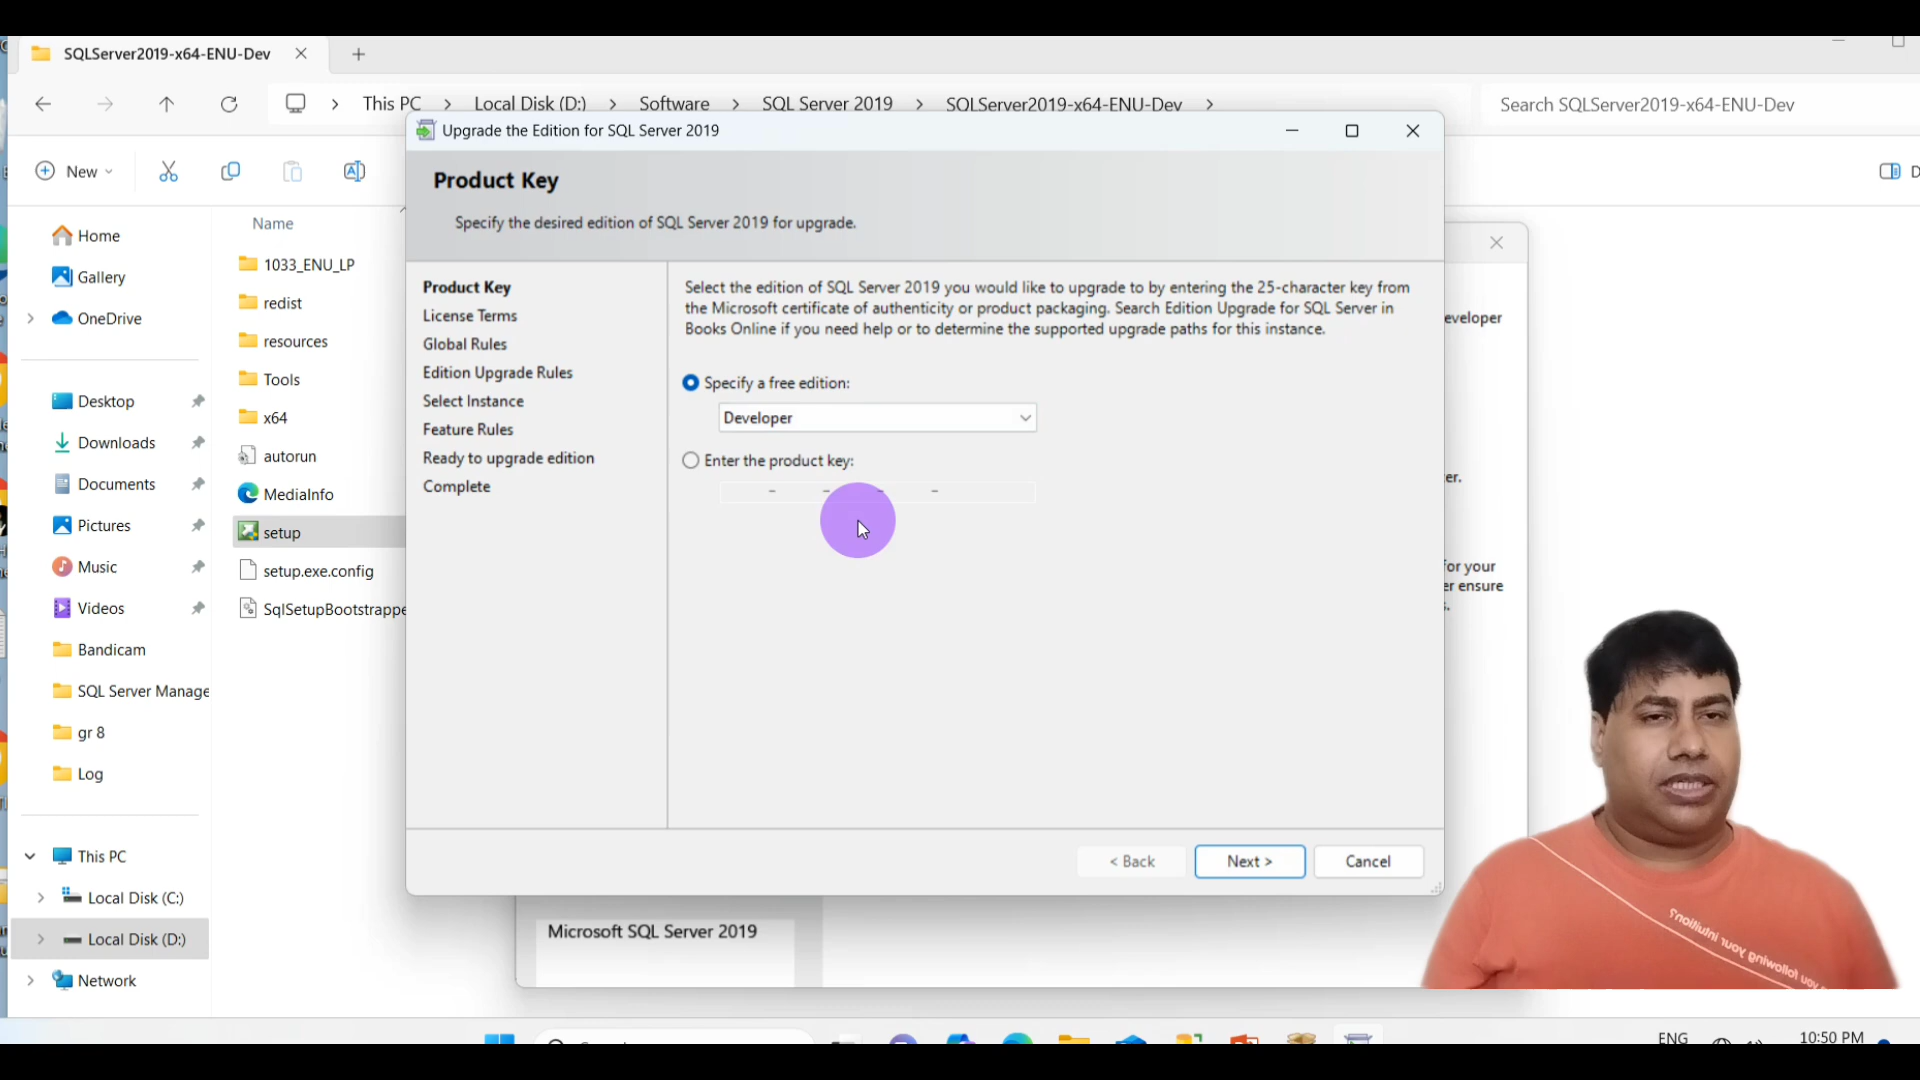 SQLServer2019-x64-ENU-Dev
This PC > Local Disk (D:) > Software > SQL Server 2019 > SQLServer2019-x64-ENU-Dev >
Search SQLServer2019-x64-ENU-Dev
New
Upgrade the Edition for SQL Server 2019
Product Key
Specify the desired edition of SQL Server 2019 for upgrade.
Home
Gallery
OneDrive
Desktop
Downloads
Documents
Pictures
Music
Videos
Bandicam
SQL Server Manage
gr 8
Log
This PC
Local Disk (C:)
Local Disk (D:)
Network
Name
1033_ENU_LP
redist
resources
Tools
x64
autorun
MediaInfo
setup
setup.exe.config
SqlSetupBootstrappe
Product Key
License Terms
Global Rules
Edition Upgrade Rules
Select Instance
Feature Rules
Ready to upgrade edition
Complete
Select the edition of SQL Server 2019 you would like to upgrade to by entering the 25-character key from
the Microsoft certificate of authenticity or product packaging. Search Edition Upgrade for SQL Server in
Books Online if you need help or to determine the supported upgrade paths for this instance.
Specify a free edition:
Developer
Enter the product key:
- - - -
< Back
Next >
Cancel
eveloper
er.
for your
er ensure
s.
Microsoft SQL Server 2019
you following your intuition?
ENG
10:50 PM